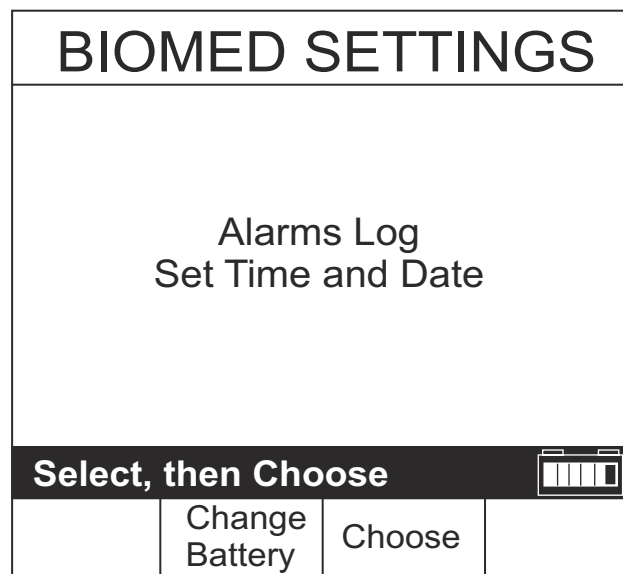 BIOMED SETTINGS
Alarms Log
Set Time and Date
Select, then Choose
Change
Battery
Choose